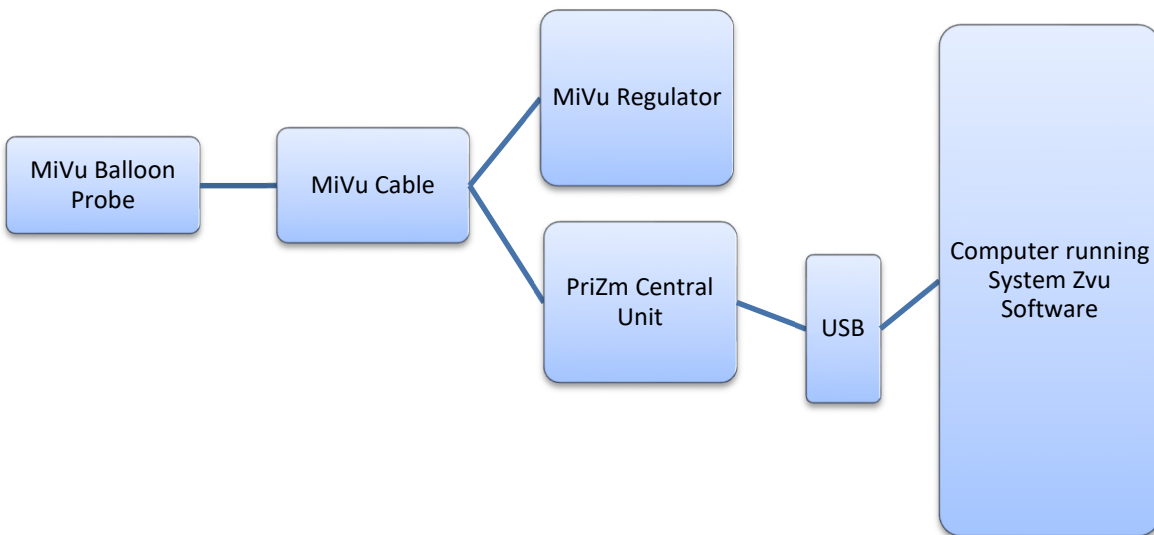 MiVu Balloon
Probe
MiVu Cable
MiVu Regulator
PriZm Central
Unit
USB
Computer running
System Zvu
Software